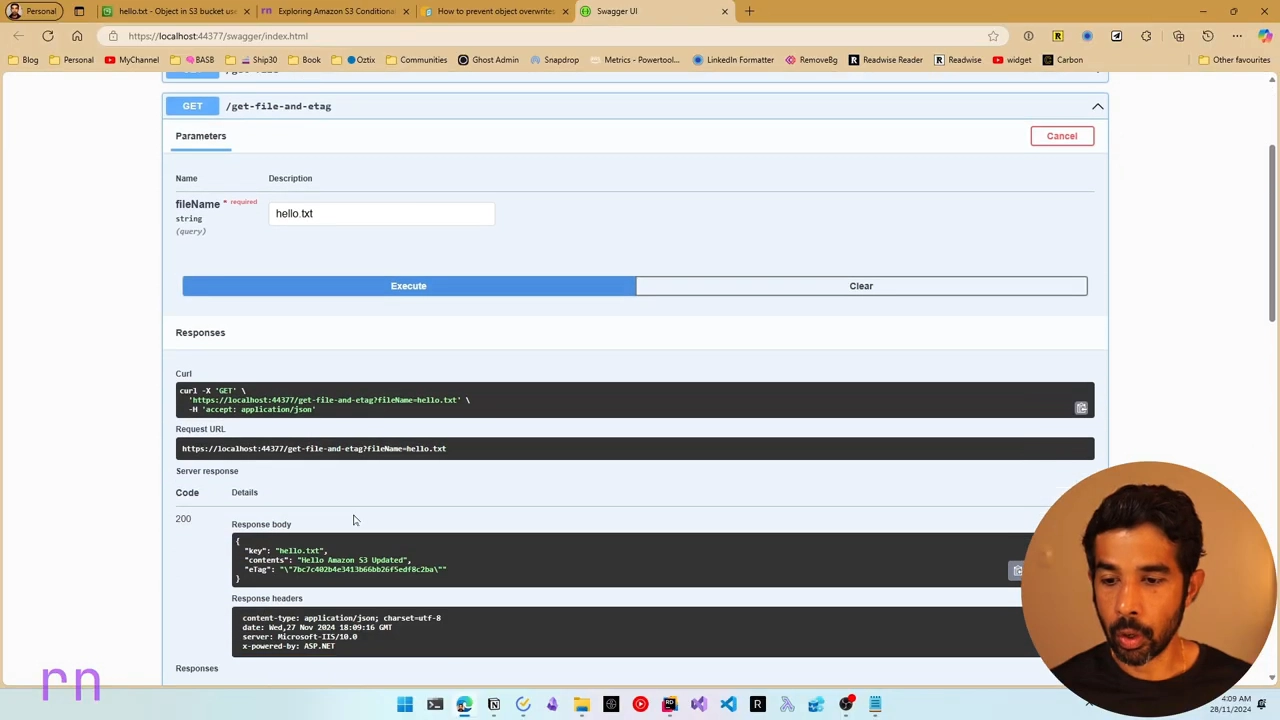 Personal
hello.txt - Object in S3 bucket use
rn Exploring Amazon S3 Conditional
How to prevent object overwrites
Swagger UI
https://localhost:44377/swagger/index.html
Blog
Personal
MyChannel
BASB
Ship30
Book
Oztix
Communities
Ghost Admin
Snapdrop
Metrics - Powertool...
LinkedIn Formatter
RemoveBg
Readwise Reader
Readwise
widget
Carbon
Other favourites
GET /get-file-and-etag
Parameters
Cancel
Name Description
fileName * required
hello.txt
string
(query)
Execute
Clear
Responses
Curl
curl -X 'GET' \
'https://localhost:44377/get-file-and-etag?fileName=hello.txt' \
-H 'accept: application/json'
Request URL
https://localhost:44377/get-file-and-etag?fileName=hello.txt
Server response
Code Details
200
Response body
{
"key": "hello.txt",
"contents": "Hello Amazon S3 Updated",
"eTag": "\"7bc7c402b4e3413b66bb26f5edf8c2ba\""
}
Response headers
content-type: application/json; charset=utf-8
date: Wed,27 Nov 2024 18:09:16 GMT
server: Microsoft-IIS/10.0
x-powered-by: ASP.NET
Responses
rn
4:09 AM
28/11/2024